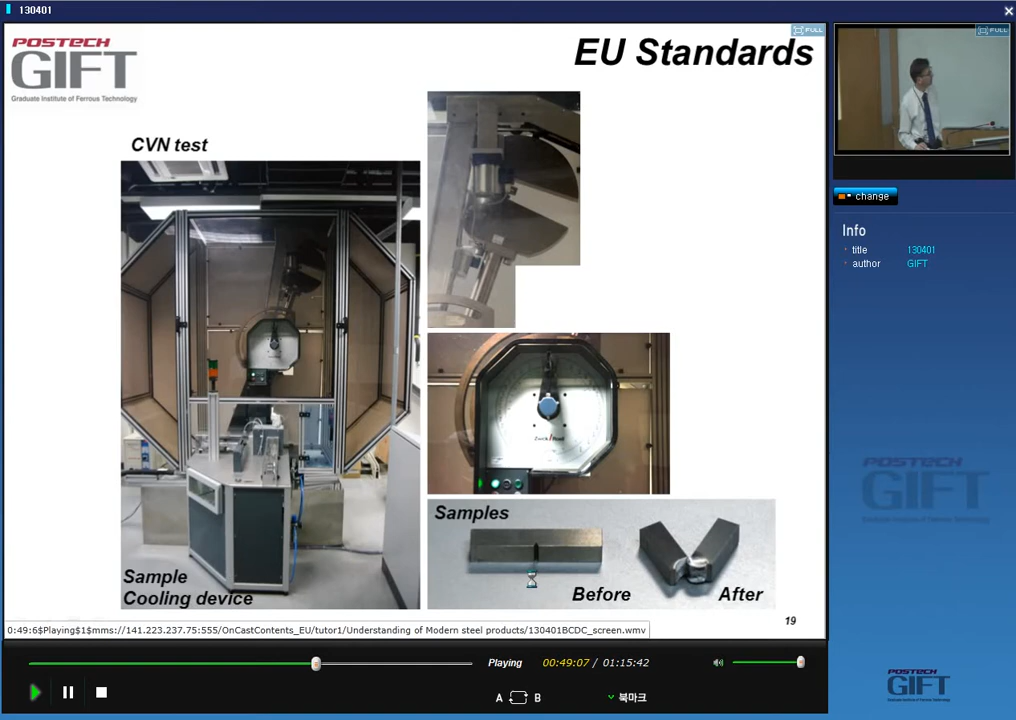 130401
POSTECH
GIFT
Graduate Institute of Ferrous Technology
EU Standards
FULL
CVN test
Zwick Roell
Samples
Before
After
Sample
Cooling device
19
0:49:6$Playing$1$mms://141.223.237.75:555/OnCastContents_EU/tutor1/Understanding of Modern steel products/130401BCDC_screen.wmv
Playing
00:49:07 / 01:15:42
A B
북마크
FULL
change
Info
title 130401
author GIFT
POSTECH
GIFT
POSTECH
GIFT